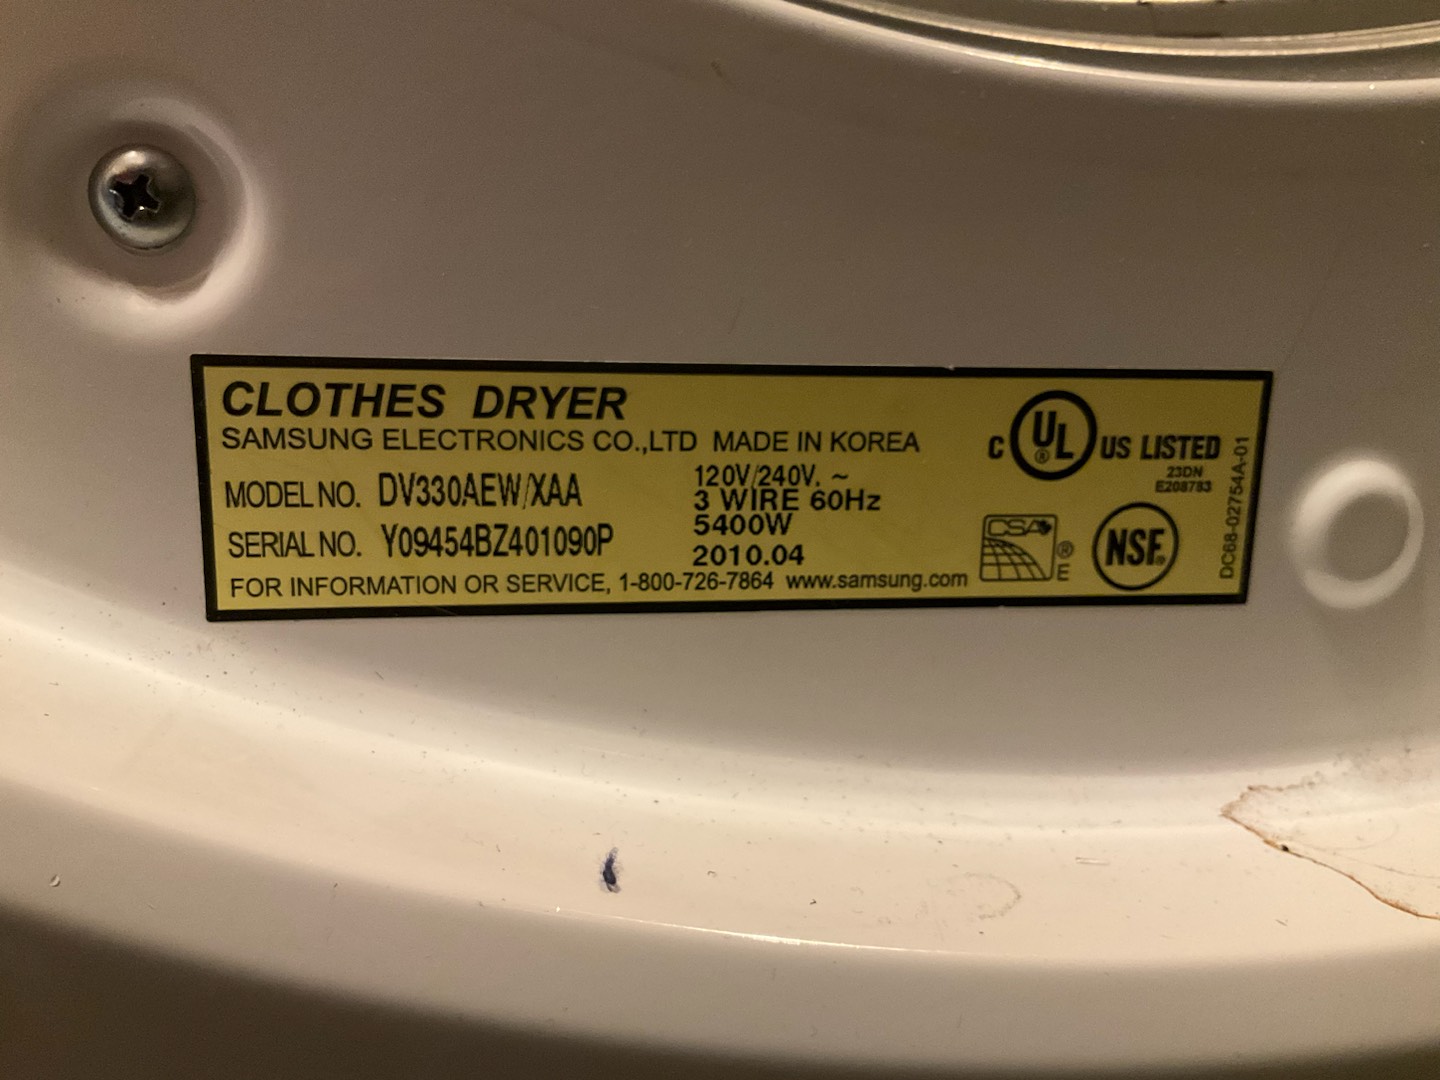 CLOTHES DRYER
SAMSUNG ELECTRONICS CO.,LTD MADE IN KOREA
MODEL NO. DV330AEW/XAA
SERIAL NO. Y09454BZ401090P
120V/240V. ~
3 WIRE 60Hz
5400W
2010.04
FOR INFORMATION OR SERVICE, 1-800-726-7864 www.samsung.com
C UL ® US LISTED
23DN
E208783
CSA ®
E
NSF®
DC68-02754A-01